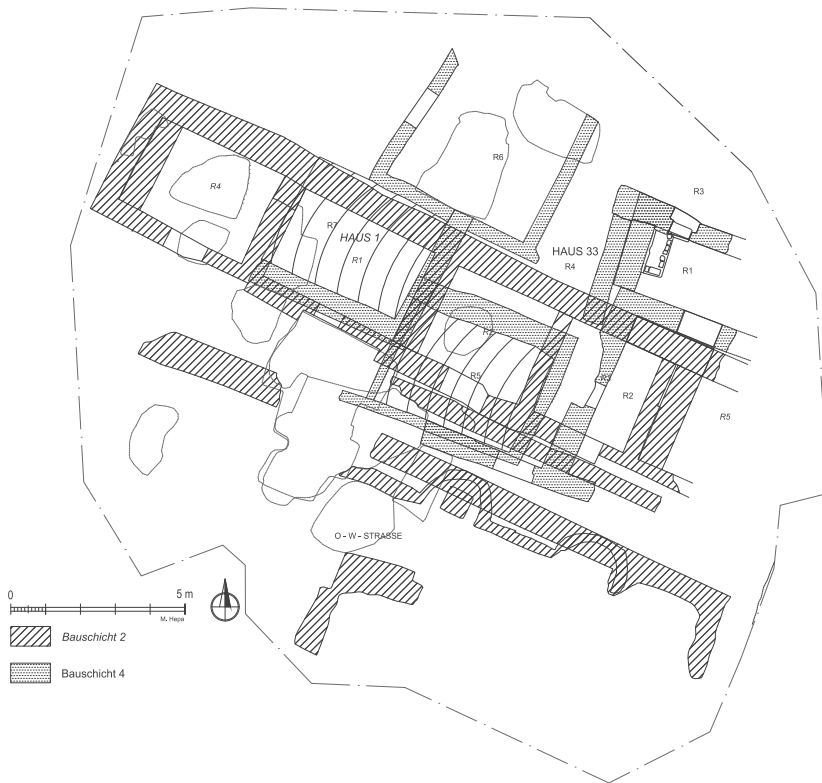 R6
R4
R3
R7
HAUS 1
R1
HAUS 33
R4
R1
R5
R2
R5
O - W - STRASSE
0
5 m
M. Hepa
Bauschicht 2
Bauschicht 4